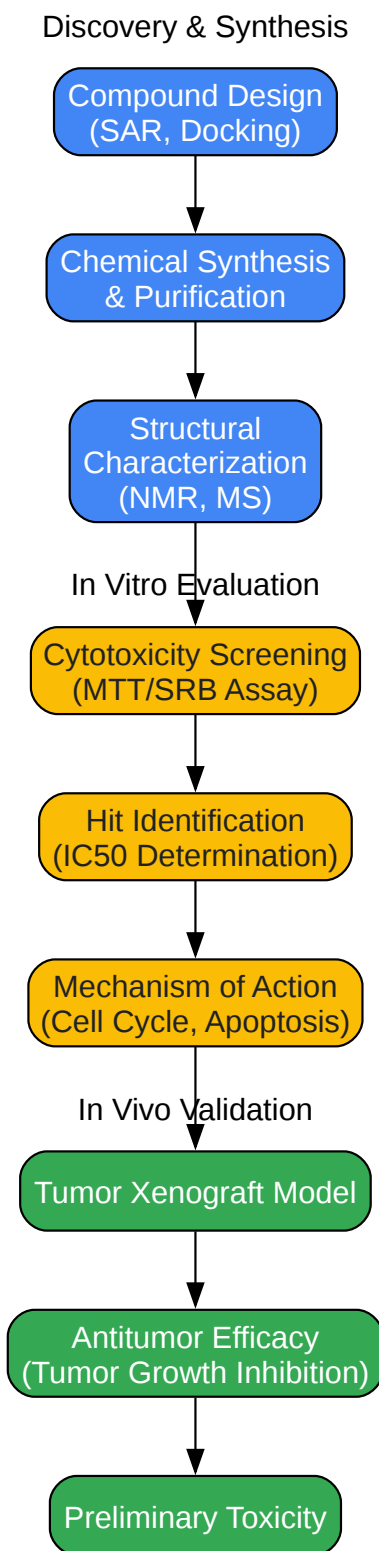 Discovery & Synthesis
Compound Design
(SAR, Docking)
Chemical Synthesis
& Purification
Structural
Characterization
(NMR, MS)
In Vitro Evaluation
Cytotoxicity Screening
(MTT/SRB Assay)
Hit Identification
(IC50 Determination)
Mechanism of Action
(Cell Cycle, Apoptosis)
In Vivo Validation
Tumor Xenograft Model
Antitumor Efficacy
(Tumor Growth Inhibition)
Preliminary Toxicity